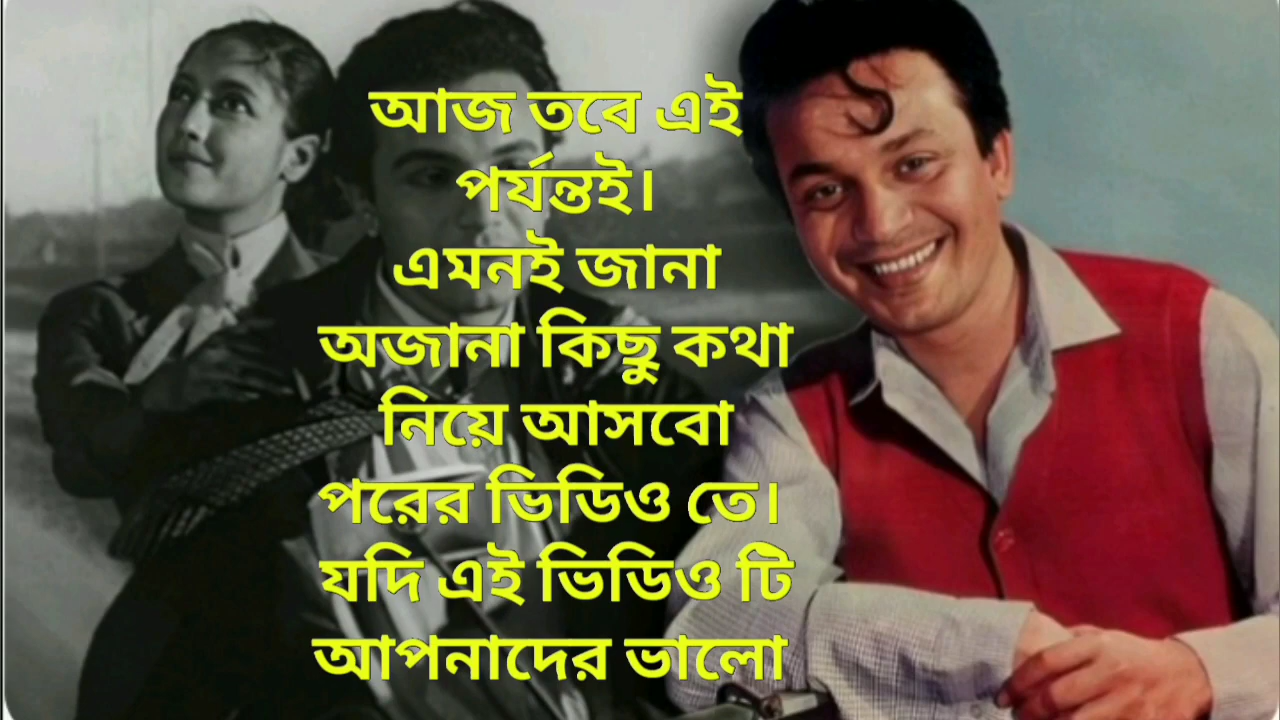 আজ তবে এই
পর্যন্তই।
এমনই জানা
অজানা কিছু কথা
নিয়ে আসবো
পরের ভিডিও তে।
যদি এই ভিডিও টি
আপনাদের ভালো